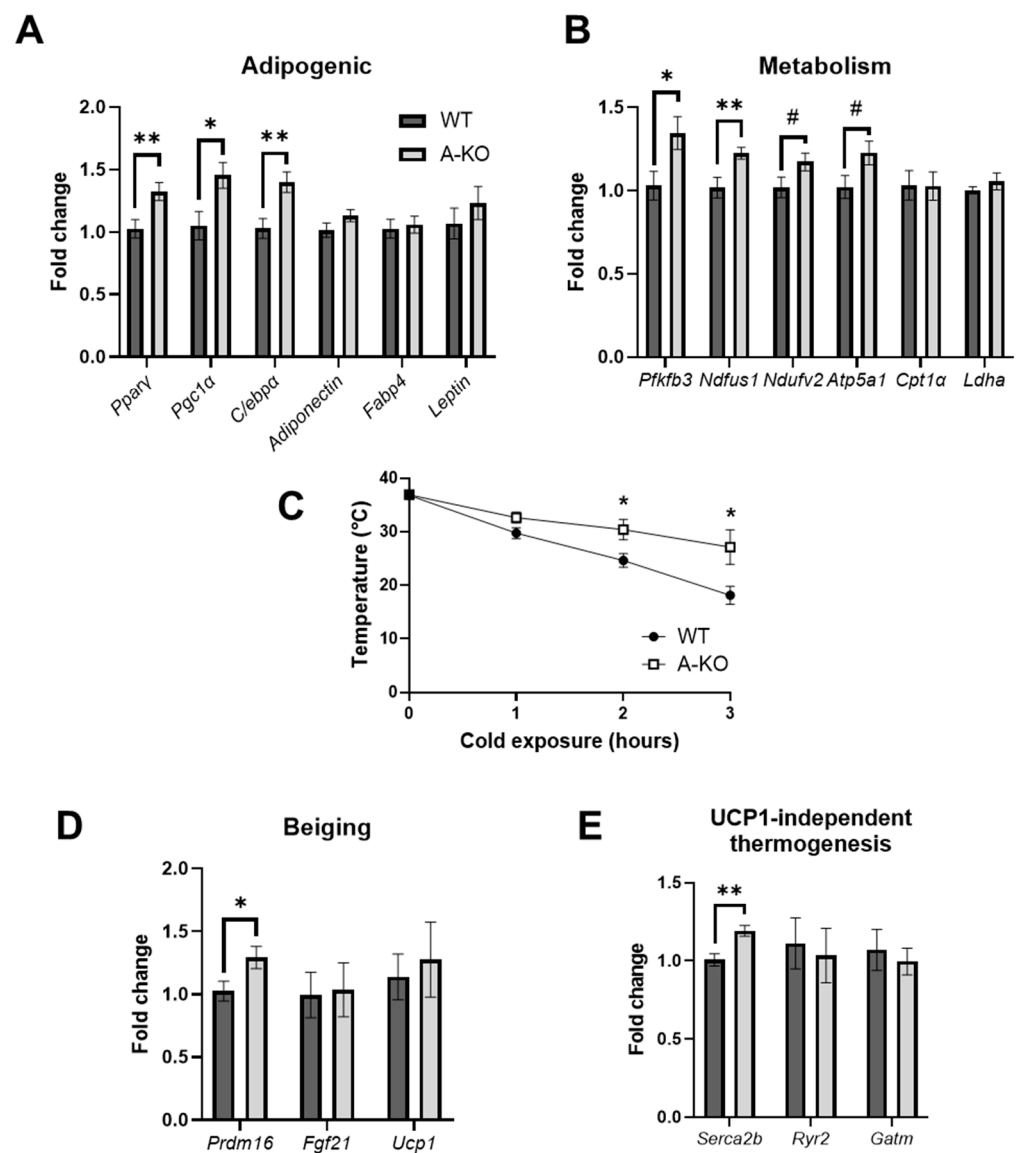 A
Adipogenic
Fold change
2.0
1.5
1.0
0.5
0.0
** * **
WT
A-KO
Pparγ Pgc1α C/ebpα Adiponectin Fabp4 Leptin
B
Metabolism
Fold change
1.5
1.0
0.5
0.0
* ** # #
Pfkfb3 Ndfus1 Ndufv2 Atp5a1 Cpt1α Ldha
C
Temperature (°C)
40
30
20
10
0
* *
WT
A-KO
0 1 2 3
Cold exposure (hours)
D
Beiging
Fold change
2.0
1.5
1.0
0.5
0.0
*
Prdm16 Fgf21 Ucp1
E
UCP1-independent
thermogenesis
Fold change
1.5
1.0
0.5
0.0
**
Serca2b Ryr2 Gatm